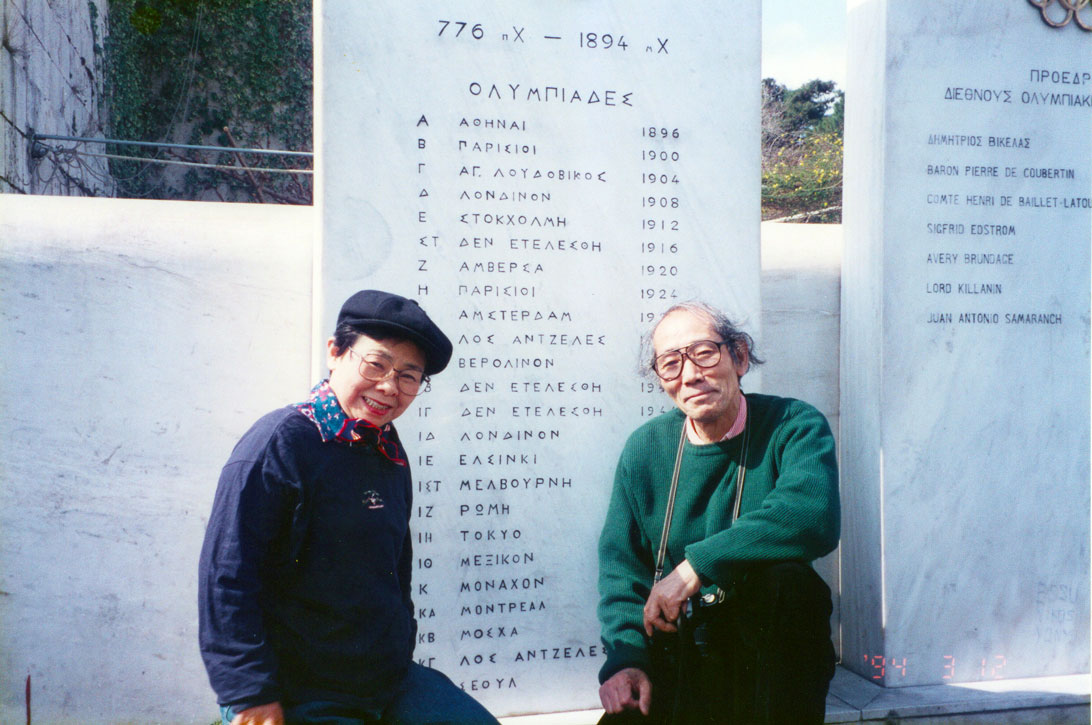 776 πΧ — 1894 μΧ
ΟΛΥΜΠΙΑΔΕΣ
Α ΑΘΗΝΑΙ 1896
Β ΠΑΡΙΣΙΟΙ 1900
Γ ΑΓ. ΛΟΥΔΟΒΙΚΟΣ 1904
Δ ΛΟΝΔΙΝΟΝ 1908
Ε ΣΤΟΚΧΟΛΜΗ 1912
ΣΤ ΔΕΝ ΕΤΕΛΕΣΘΗ 1916
Ζ ΑΜΒΕΡΣΑ 1920
Η ΠΑΡΙΣΙΟΙ 1924
ΑΜΣΤΕΡΔΑΜ
ΛΟΣ ΑΝΤΖΕΛΕΣ
ΒΕΡΟΛΙΝΟΝ
ΔΕΝ ΕΤΕΛΕΣΘΗ
ΙΓ ΔΕΝ ΕΤΕΛΕΣΘΗ
ΙΔ ΛΟΝΔΙΝΟΝ
ΙΕ ΕΛΣΙΝΚΙ
ΙΣΤ ΜΕΛΒΟΥΡΝΗ
ΙΖ ΡΩΜΗ
ΙΗ ΤΟΚΥΟ
ΙΘ ΜΕΞΙΚΟΝ
Κ ΜΟΝΑΧΟΝ
ΚΑ ΜΟΝΤΡΕΑΛ
ΚΒ ΜΟΣΧΑ
ΚΓ ΛΟΣ ΑΝΤΖΕΛΕΣ
ΣΕΟΥΛ
ΠΡΟΕΔΡ
ΔΙΕΘΝΟΥΣ ΟΛΥΜΠΙΑΚ
ΔΗΜΗΤΡΙΟΣ ΒΙΚΕΛΑΣ
BARON PIERRE DE COUBERTIN
COMTE HENRI DE BAILLET-LATOU
SIGFRID EDSTROM
AVERY BRUNDAGE
LORD KILLANIN
JUAN ANTONIO SAMARANCH
'94 3 12